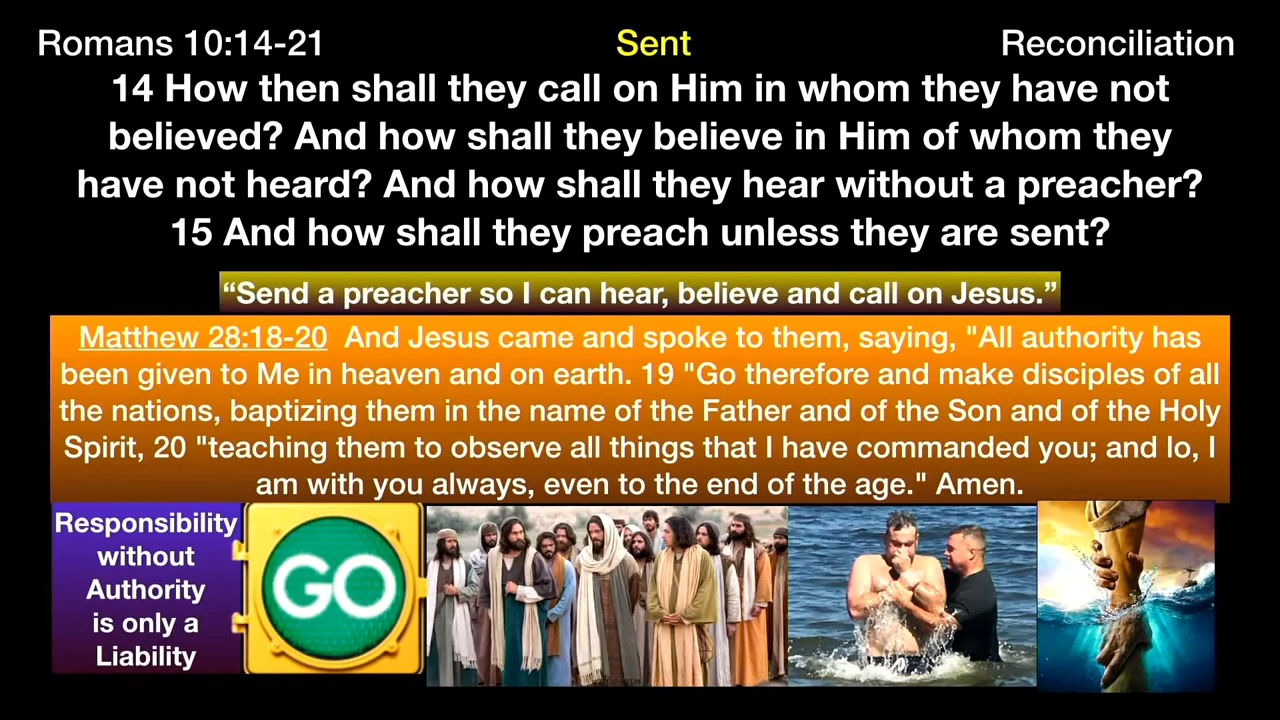 Romans 10:14-21 Sent Reconciliation
14 How then shall they call on Him in whom they have not
believed? And how shall they believe in Him of whom they
have not heard? And how shall they hear without a preacher?
15 And how shall they preach unless they are sent?
“Send a preacher so I can hear, believe and call on Jesus.”
Matthew 28:18-20 And Jesus came and spoke to them, saying, "All authority has
been given to Me in heaven and on earth. 19 "Go therefore and make disciples of all
the nations, baptizing them in the name of the Father and of the Son and of the Holy
Spirit, 20 "teaching them to observe all things that I have commanded you; and lo, I
am with you always, even to the end of the age." Amen.
Responsibility
without
Authority
is only a
Liability
GO